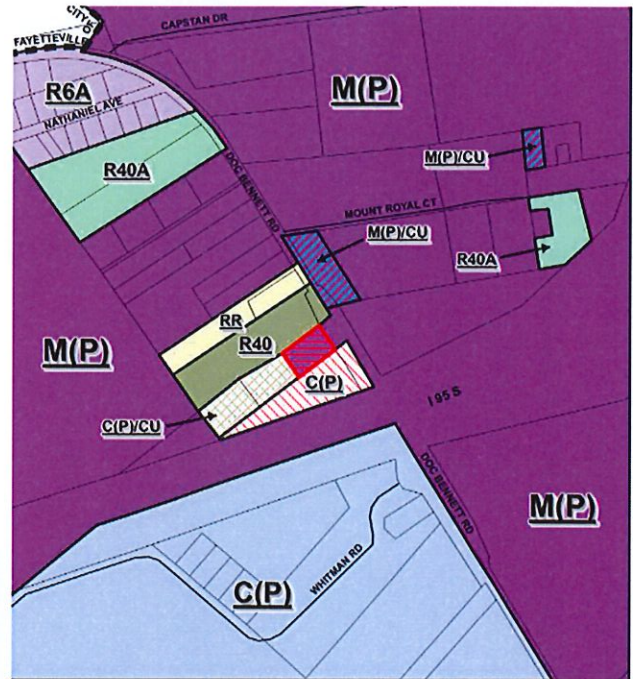 CITY OF
FAYETTEVILLE
CAPSTAN DR
R6A
NATHANIEL AVE
M(P)
R40A
DOC BENNETT RD
M(P)/CU
MOUNT ROYAL CT
M(P)/CU
R40A
RR
M(P)
R40
C(P)
I 95 S
C(P)/CU
DOC BENNETT RD
M(P)
WHITMAN RD
C(P)